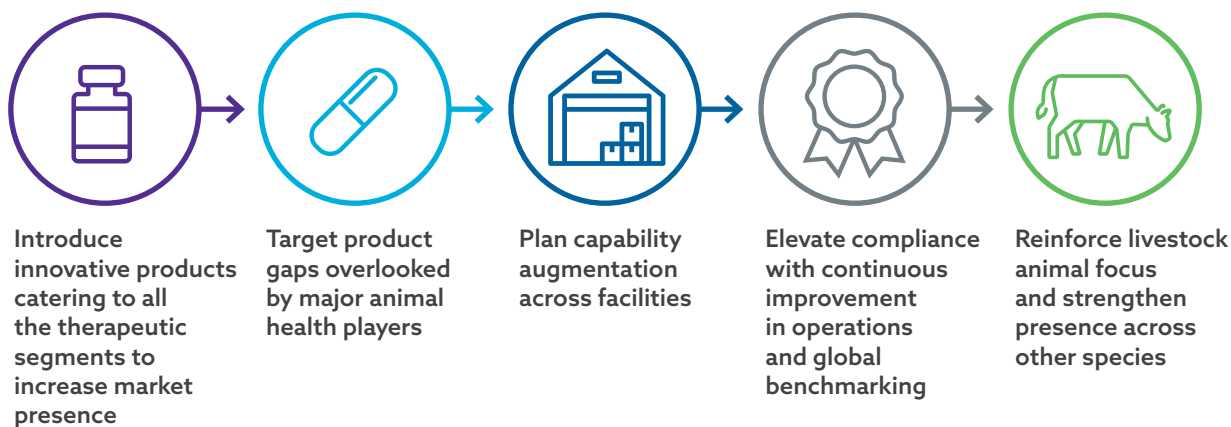 Introduce
innovative products
catering to all
the therapeutic
segments to
increase market
presence
Target product
gaps overlooked
by major animal
health players
Plan capability
augmentation
across facilities
Elevate compliance
with continuous
improvement
in operations
and global
benchmarking
Reinforce livestock
animal focus
and strengthen
presence across
other species